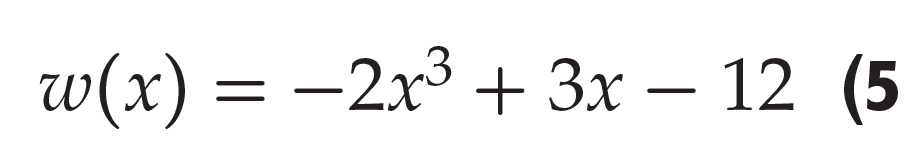 w(x) = −2x³ + 3x − 12 (5